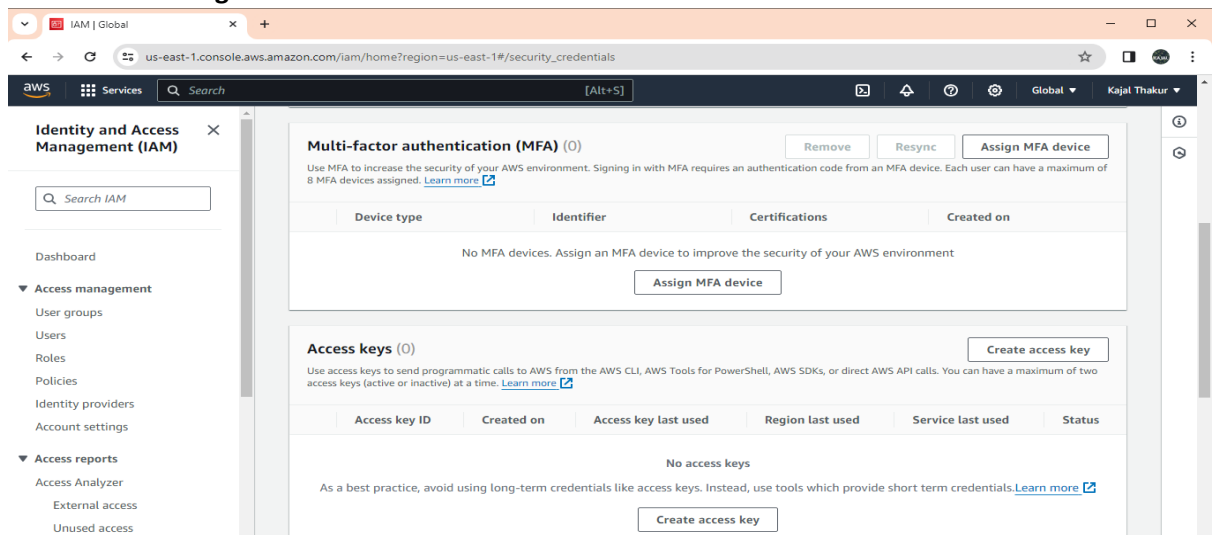 IAM | Global
us-east-1.console.aws.amazon.com/iam/home?region=us-east-1#/security_credentials
aws Services Search [Alt+S] Global Kajal Thakur
Identity and Access
Management (IAM)
Search IAM
Dashboard
Access management
User groups
Users
Roles
Policies
Identity providers
Account settings
Access reports
Access Analyzer
External access
Unused access
Multi-factor authentication (MFA) (0) Remove Resync Assign MFA device
Use MFA to increase the security of your AWS environment. Signing in with MFA requires an authentication code from an MFA device. Each user can have a maximum of
8 MFA devices assigned. Learn more
Device type Identifier Certifications Created on
No MFA devices. Assign an MFA device to improve the security of your AWS environment
Assign MFA device
Access keys (0) Create access key
Use access keys to send programmatic calls to AWS from the AWS CLI, AWS Tools for PowerShell, AWS SDKs, or direct AWS API calls. You can have a maximum of two
access keys (active or inactive) at a time. Learn more
Access key ID Created on Access key last used Region last used Service last used Status
No access keys
As a best practice, avoid using long-term credentials like access keys. Instead, use tools which provide short term credentials. Learn more
Create access key